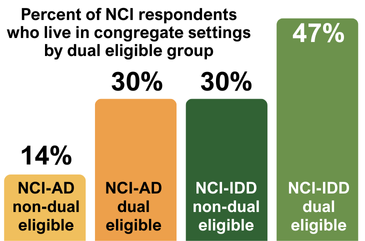 Percent of NCI respondents
who live in congregate settings
by dual eligible group
14%
30%
30%
47%
NCI-AD
non-dual
eligible
NCI-AD
dual
eligible
NCI-IDD
non-dual
eligible
NCI-IDD
dual
eligible